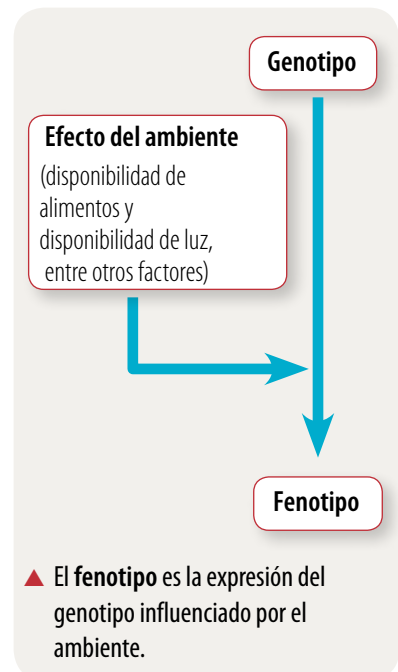 Genotipo
Efecto del ambiente
(disponibilidad de
alimentos y
disponibilidad de luz,
entre otros factores)
Fenotipo
▲ El fenotipo es la expresión del
genotipo influenciado por el
ambiente.